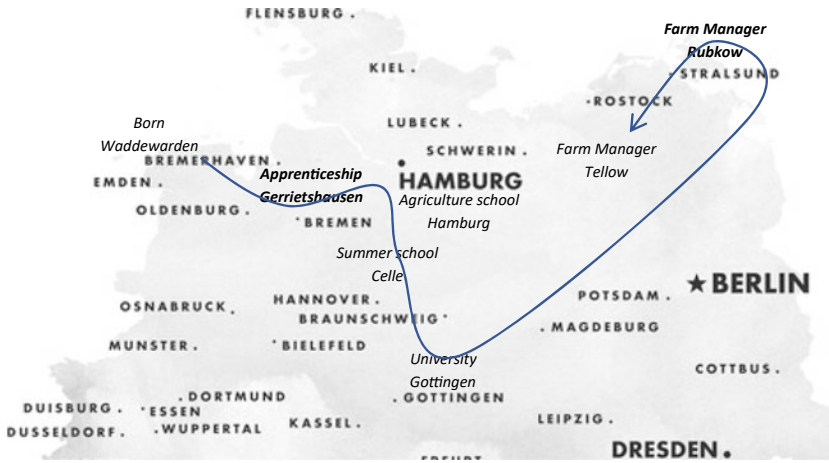 FLENSBURG
Farm Manager
Rubkow
KIEL
STRALSUND
ROSTOCK
Born
Waddewarden
LUBECK
SCHWERIN
Farm Manager
Tellow
BREMERHAVEN
Apprenticeship
Gerrietshausen
EMDEN
HAMBURG
Agriculture school
Hamburg
OLDENBURG
BREMEN
Summer school
Celle
BERLIN
POTSDAM
HANNOVER
OSNABRUCK
BRAUNSCHWEIG
MAGDEBURG
MUNSTER
BIELEFELD
University
Gottingen
COTTBUS
DORTMUND
GOTTINGEN
DUISBURG
ESSEN
KASSEL
LEIPZIG
DUSSELDORF
WUPPERTAL
DRESDEN
ERFURT